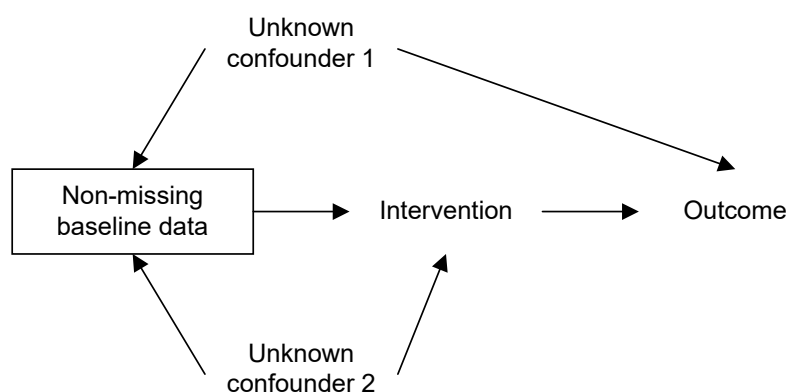 Unknown
confounder 1
Non-missing
baseline data
Intervention
Outcome
Unknown
confounder 2